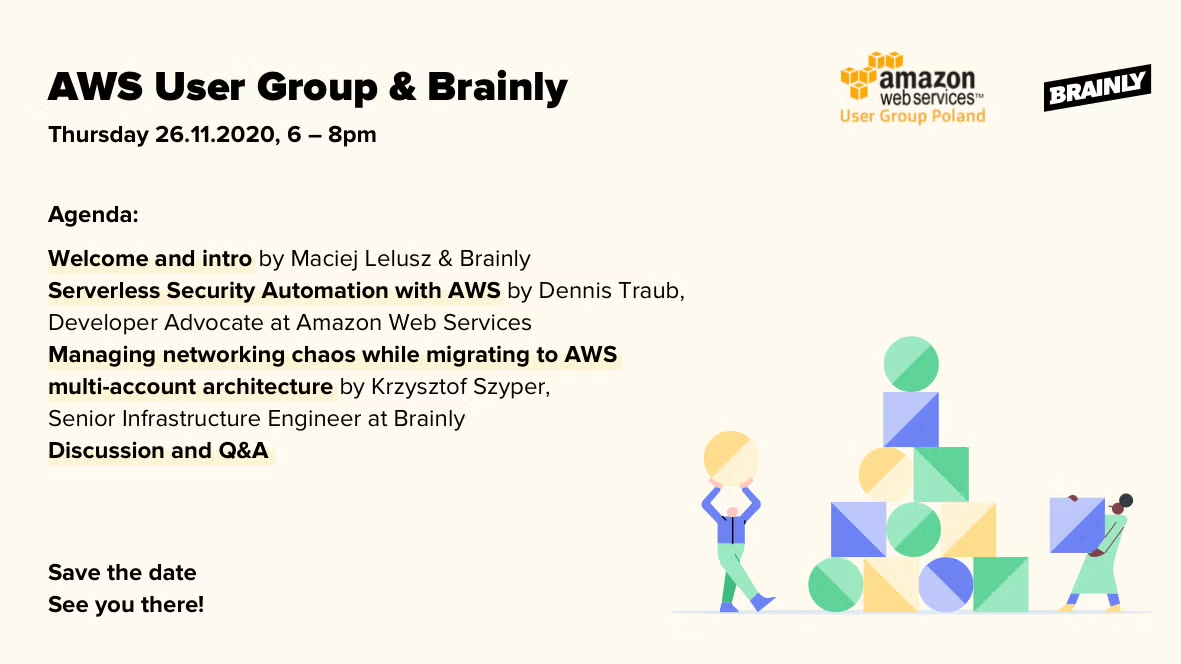 AWS User Group & Brainly
Thursday 26.11.2020, 6 – 8pm
amazon
webservices™
User Group Poland
BRAINLY
Agenda:
Welcome and intro by Maciej Lelusz & Brainly
Serverless Security Automation with AWS by Dennis Traub,
Developer Advocate at Amazon Web Services
Managing networking chaos while migrating to AWS
multi-account architecture by Krzysztof Szyper,
Senior Infrastructure Engineer at Brainly
Discussion and Q&A
Save the date
See you there!